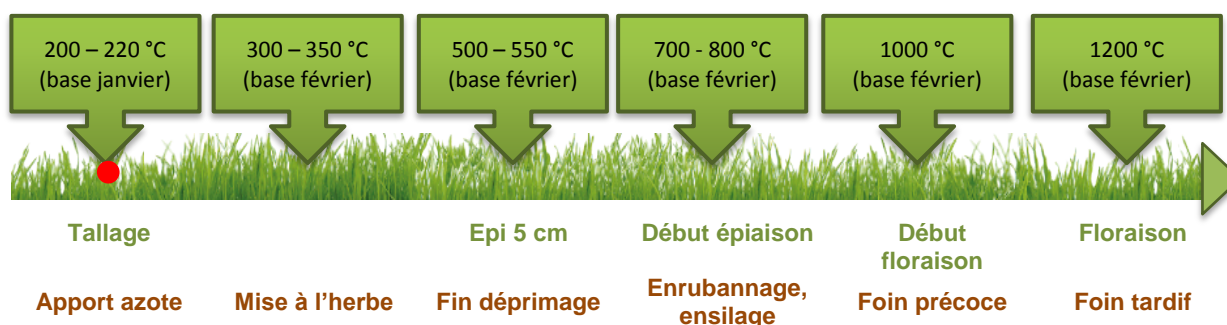 200 – 220 °C
(base janvier)
300 – 350 °C
(base février)
500 – 550 °C
(base février)
700 - 800 °C
(base février)
1000 °C
(base février)
1200 °C
(base février)
Tallage
Epi 5 cm
Début épiaison
Début
floraison
Floraison
Apport azote
Mise à l’herbe
Fin déprimage
Enrubannage,
ensilage
Foin précoce
Foin tardif